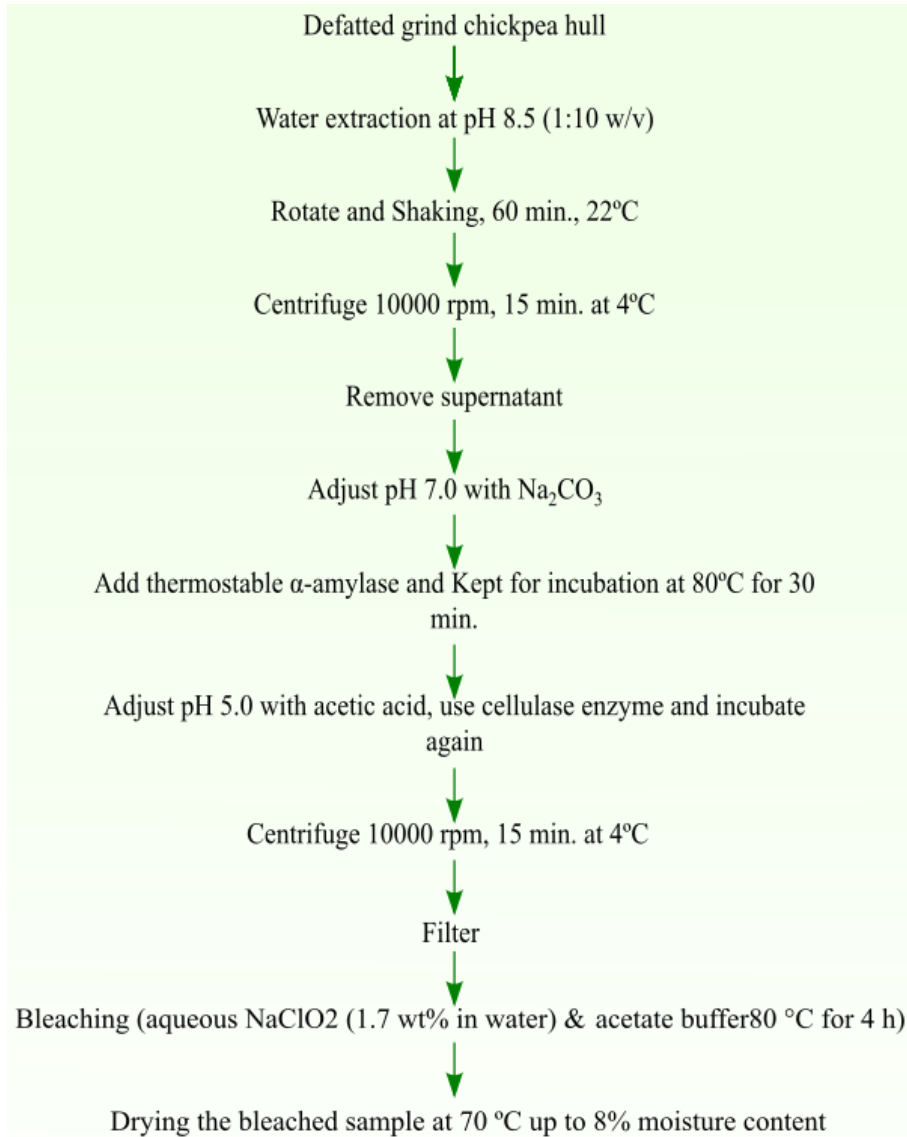 Defatted grind chickpea hull
Water extraction at pH 8.5 (1:10 w/v)
Rotate and Shaking, 60 min., 22ºC
Centrifuge 10000 rpm, 15 min. at 4ºC
Remove supernatant
Adjust pH 7.0 with Na₂CO₃
Add thermostable α-amylase and Kept for incubation at 80ºC for 30
min.
Adjust pH 5.0 with acetic acid, use cellulase enzyme and incubate
again
Centrifuge 10000 rpm, 15 min. at 4ºC
Filter
Bleaching (aqueous NaClO2 (1.7 wt% in water) & acetate buffer80 °C for 4 h)
Drying the bleached sample at 70 °C up to 8% moisture content